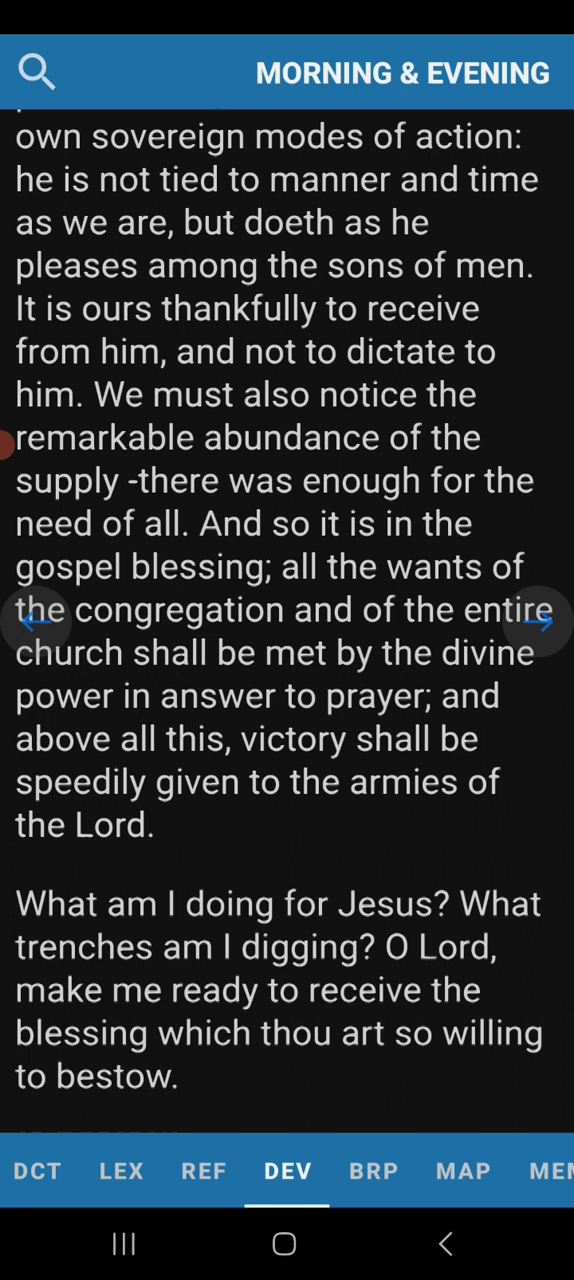 MORNING & EVENING
own sovereign modes of action:
he is not tied to manner and time
as we are, but doeth as he
pleases among the sons of men.
It is ours thankfully to receive
from him, and not to dictate to
him. We must also notice the
remarkable abundance of the
supply -there was enough for the
need of all. And so it is in the
gospel blessing; all the wants of
the congregation and of the entire
church shall be met by the divine
power in answer to prayer; and
above all this, victory shall be
speedily given to the armies of
the Lord.
What am I doing for Jesus? What
trenches am I digging? O Lord,
make me ready to receive the
blessing which thou art so willing
to bestow.
DCT LEX REF DEV BRP MAP MEM